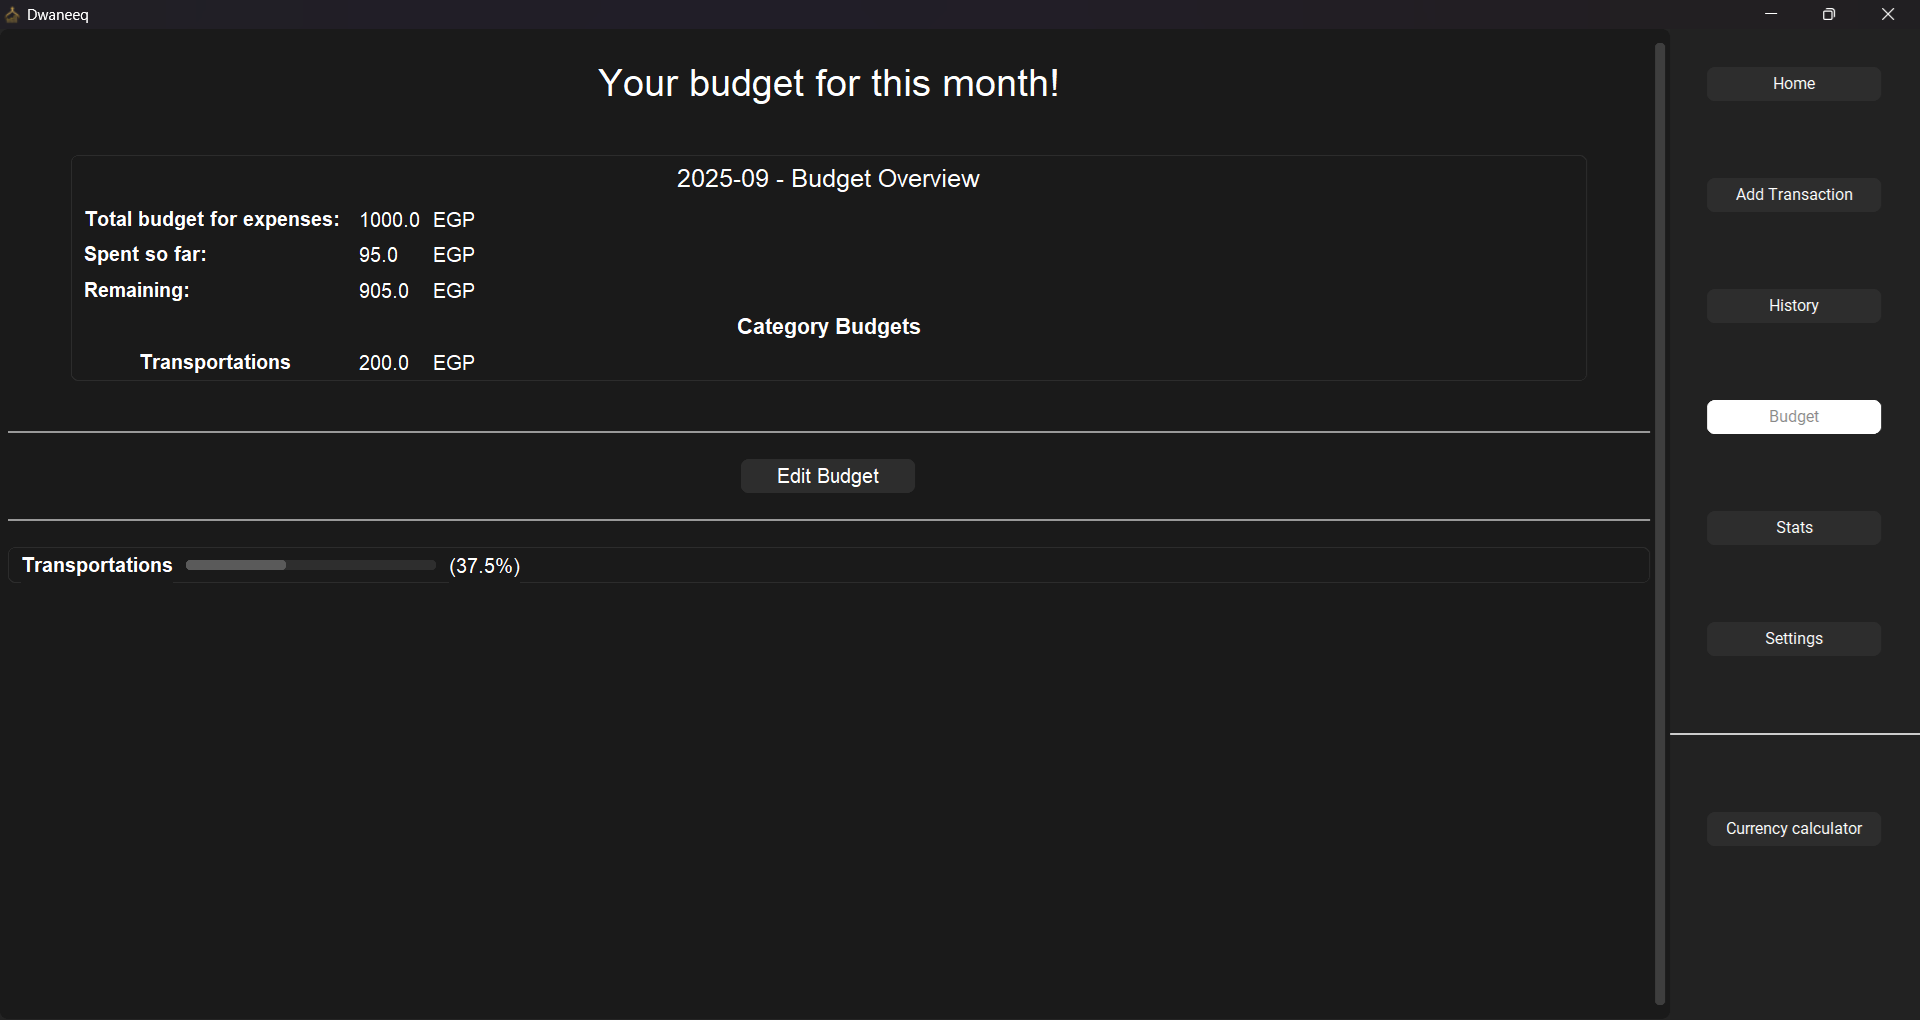 Dwaneeq
Your budget for this month!
2025-09 - Budget Overview
Total budget for expenses: 1000.0 EGP
Spent so far: 95.0 EGP
Remaining: 905.0 EGP
Category Budgets
Transportations 200.0 EGP
Edit Budget
Transportations (37.5%)
Home
Add Transaction
History
Budget
Stats
Settings
Currency calculator